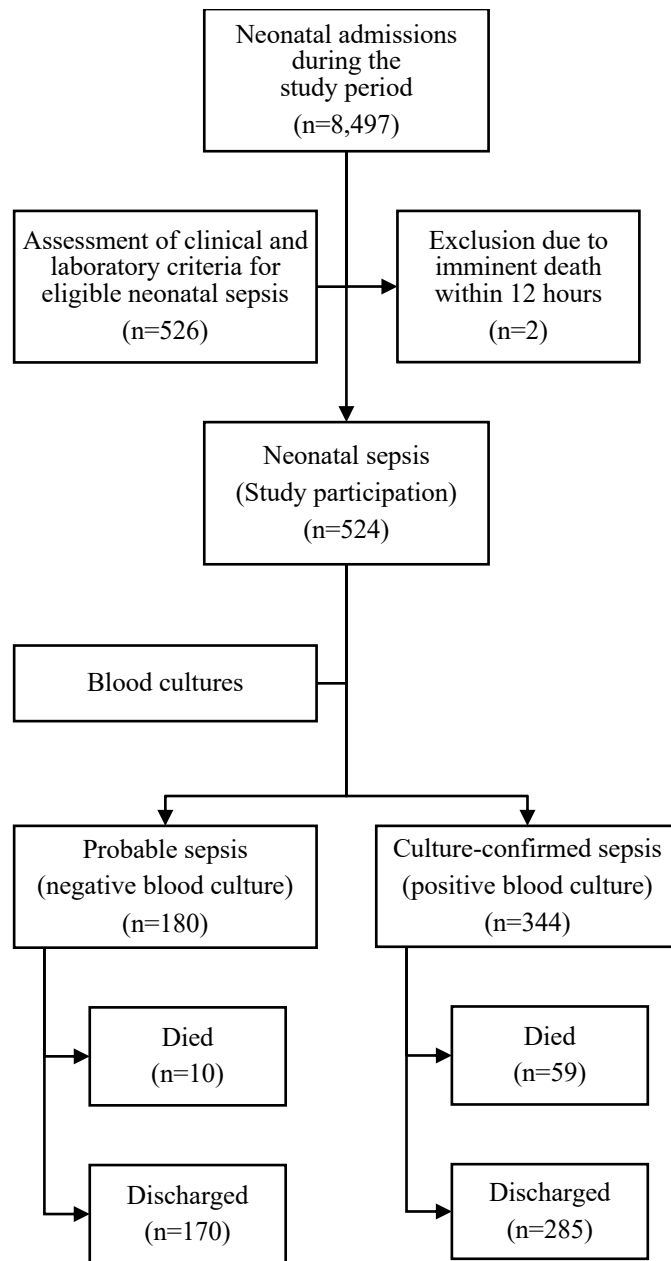 Neonatal admissions
during the
study period
(n=8,497)
Assessment of clinical and
laboratory criteria for
eligible neonatal sepsis
(n=526)
Exclusion due to
imminent death
within 12 hours
(n=2)
Neonatal sepsis
(Study participation)
(n=524)
Blood cultures
Probable sepsis
(negative blood culture)
(n=180)
Culture-confirmed sepsis
(positive blood culture)
(n=344)
Died
(n=10)
Died
(n=59)
Discharged
(n=170)
Discharged
(n=285)